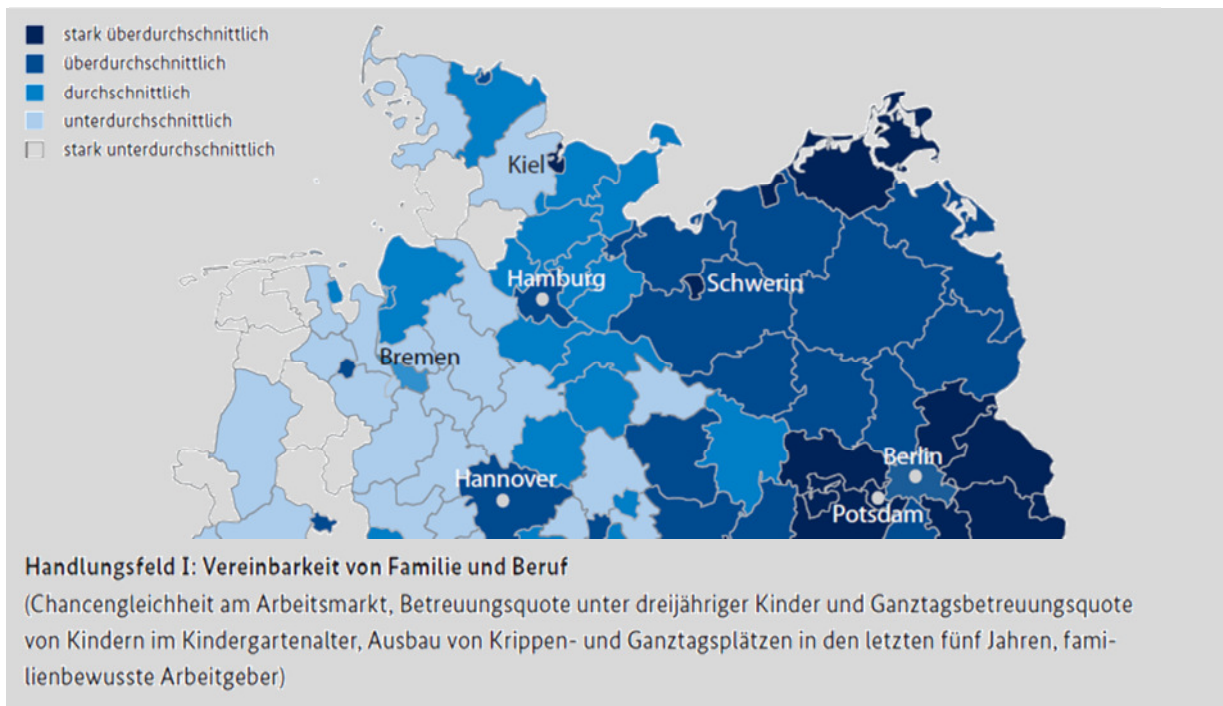 stark überdurchschnittlich
überdurchschnittlich
durchschnittlich
unterdurchschnittlich
stark unterdurchschnittlich
Kiel
Hamburg
Schwerin
Bremen
Berlin
Hannover
Potsdam
Handlungsfeld I: Vereinbarkeit von Familie und Beruf
(Chancengleichheit am Arbeitsmarkt, Betreuungsquote unter dreijähriger Kinder und Ganztagsbetreuungsquote
von Kindern im Kindergartenalter, Ausbau von Krippen- und Ganztagsplätzen in den letzten fünf Jahren, fami-
lienbewusste Arbeitgeber)